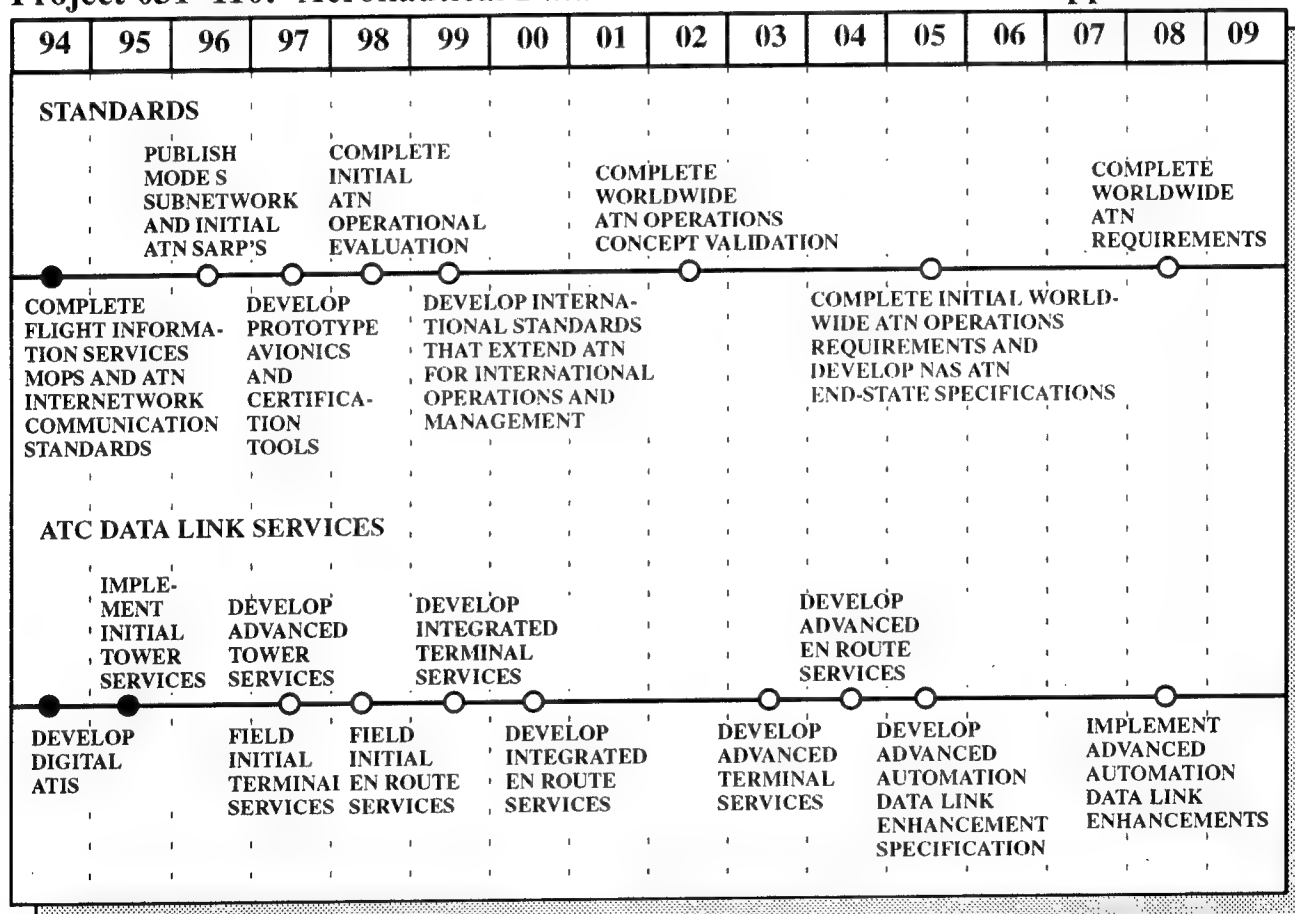 94 95 96 97 98 99 00 01 02 03 04 05 06 07 08 09
STANDARDS
PUBLISH
MODE S
SUBNETWORK
AND INITIAL
ATN SARP'S
COMPLETE
INITIAL
ATN
OPERATIONAL
EVALUATION
COMPLETE
WORLDWIDE
ATN OPERATIONS
CONCEPT VALIDATION
COMPLETE
WORLDWIDE
ATN
REQUIREMENTS
COMPLETE
FLIGHT INFORMA-
TION SERVICES
MOPS AND ATN
INTERNETWORK
COMMUNICATION
STANDARDS
DEVELOP
PROTOTYPE
AVIONICS
AND
CERTIFICA-
TION
TOOLS
DEVELOP INTERNA-
TIONAL STANDARDS
THAT EXTEND ATN
FOR INTERNATIONAL
OPERATIONS AND
MANAGEMENT
COMPLETE INITIAL WORLD-
WIDE ATN OPERATIONS
REQUIREMENTS AND
DEVELOP NAS ATN
END-STATE SPECIFICATIONS
ATC DATA LINK SERVICES
IMPLE-
MENT
INITIAL
TOWER
SERVICES
DEVELOP
ADVANCED
TOWER
SERVICES
DEVELOP
INTEGRATED
TERMINAL
SERVICES
DEVELOP
ADVANCED
EN ROUTE
SERVICES
DEVELOP
DIGITAL
ATIS
FIELD
INITIAL
TERMINAL
SERVICES
FIELD
INITIAL
EN ROUTE
SERVICES
DEVELOP
INTEGRATED
EN ROUTE
SERVICES
DEVELOP
ADVANCED
TERMINAL
SERVICES
DEVELOP
ADVANCED
AUTOMATION
DATA LINK
ENHANCEMENT
SPECIFICATION
IMPLEMENT
ADVANCED
AUTOMATION
DATA LINK
ENHANCEMENTS